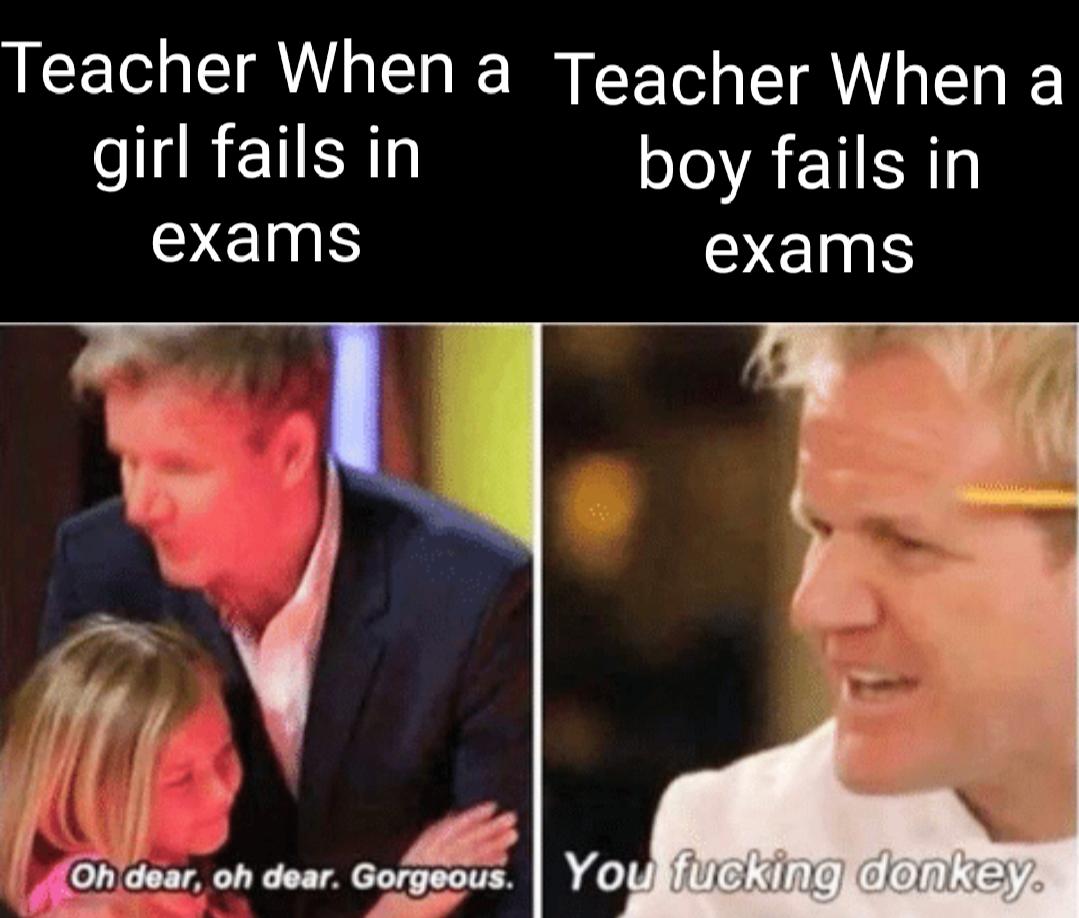 Teacher When a
girl fails in
exams
Teacher When a
boy fails in
exams
Oh dear, oh dear. Gorgeous.
You fucking donkey.